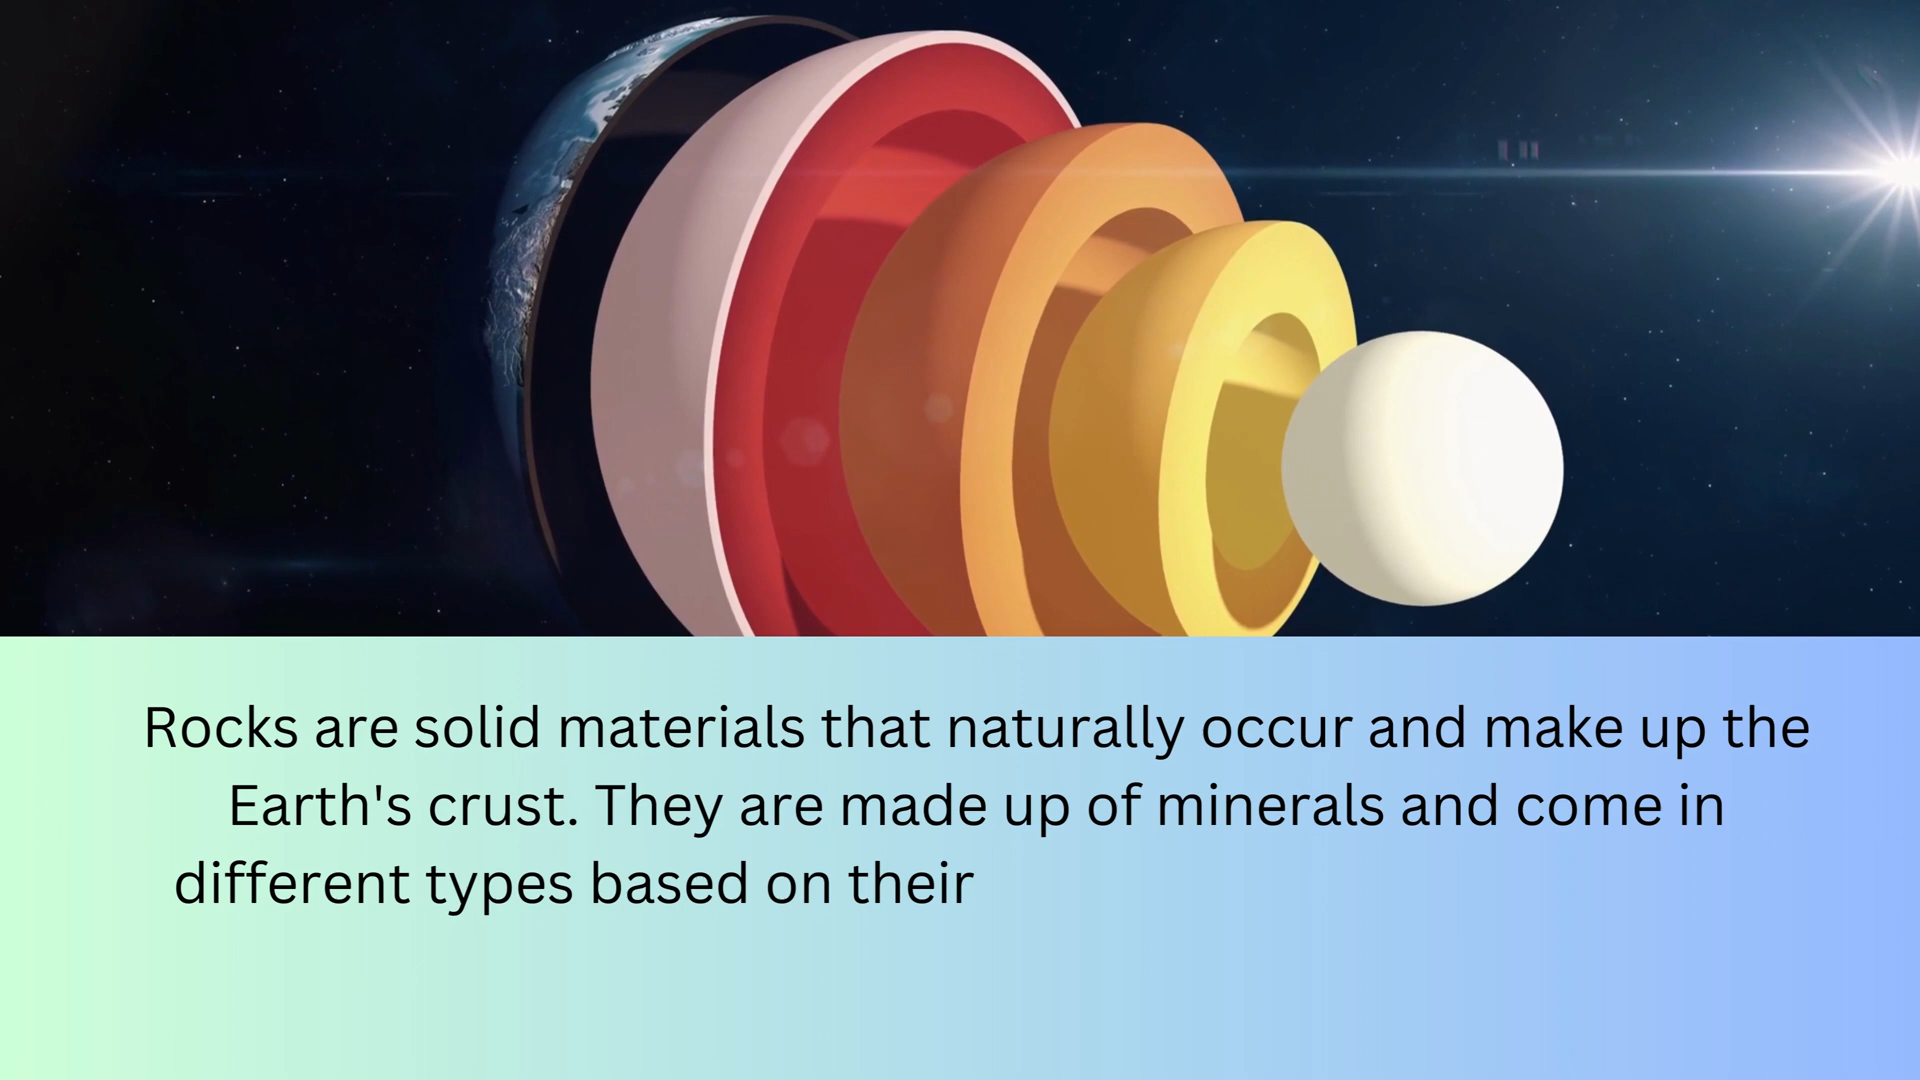 Rocks are solid materials that naturally occur and make up the
Earth's crust. They are made up of minerals and come in
different types based on their